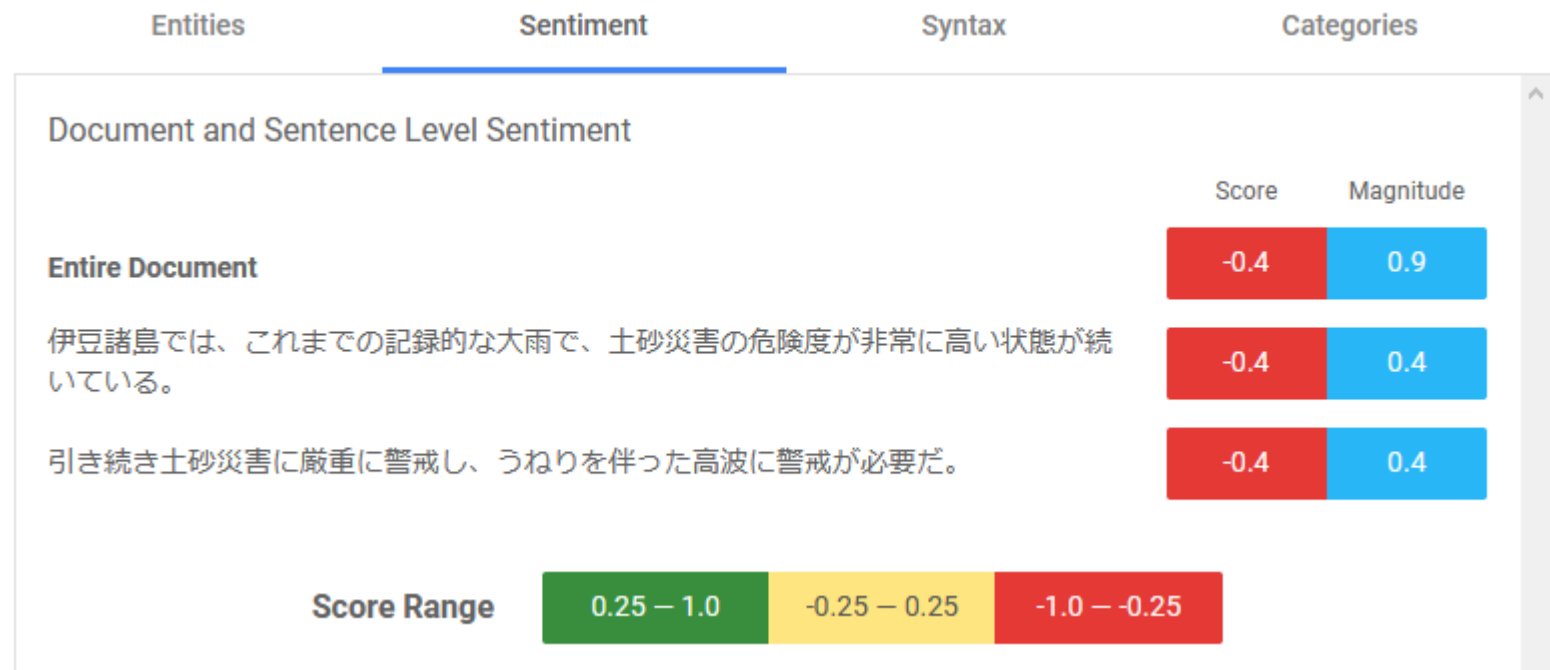 Entities Sentiment Syntax Categories
Document and Sentence Level Sentiment
Score Magnitude
Entire Document -0.4 0.9
伊豆諸島では、これまでの記録的な大雨で、土砂災害の危険度が非常に高い状態が続
いている。
-0.4 0.4
引き続き土砂災害に厳重に警戒し、うねりを伴った高波に警戒が必要だ。 -0.4 0.4
Score Range 0.25 — 1.0 -0.25 — 0.25 -1.0 — -0.25